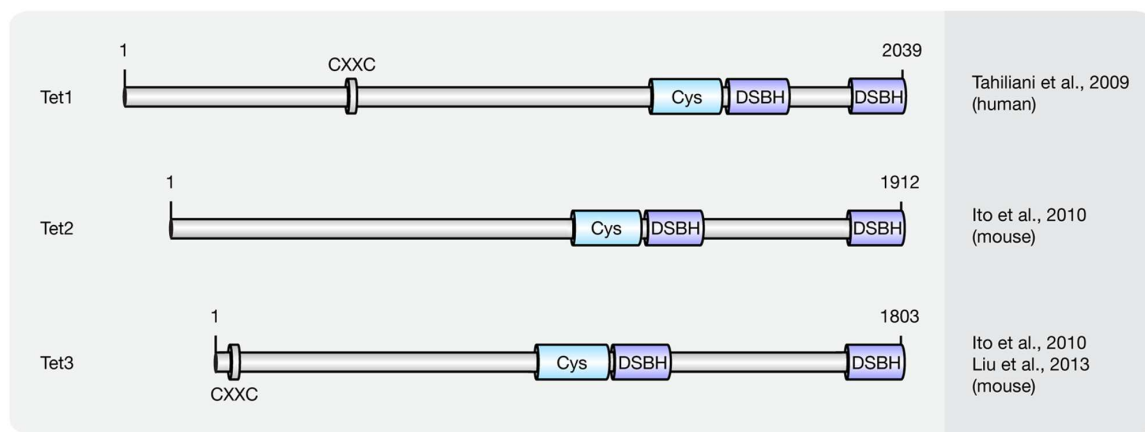 1
2039
CXXC
Tet1
Cys
DSBH
DSBH
Tahiliani et al., 2009
(human)
1
1912
Tet2
Cys
DSBH
DSBH
Ito et al., 2010
(mouse)
1
1803
Tet3
Cys
DSBH
DSBH
CXXC
Ito et al., 2010
Liu et al., 2013
(mouse)